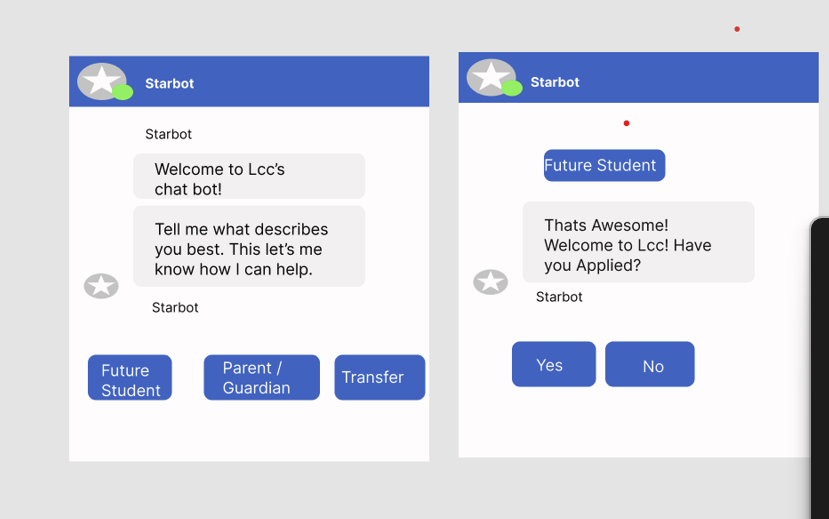 Starbot
Starbot
Welcome to Lcc's
chat bot!
Tell me what describes
you best. This let's me
know how I can help.
Starbot
Future
Student
Parent /
Guardian
Transfer
Starbot
Future Student
Thats Awesome!
Welcome to Lcc! Have
you Applied?
Starbot
Yes
No